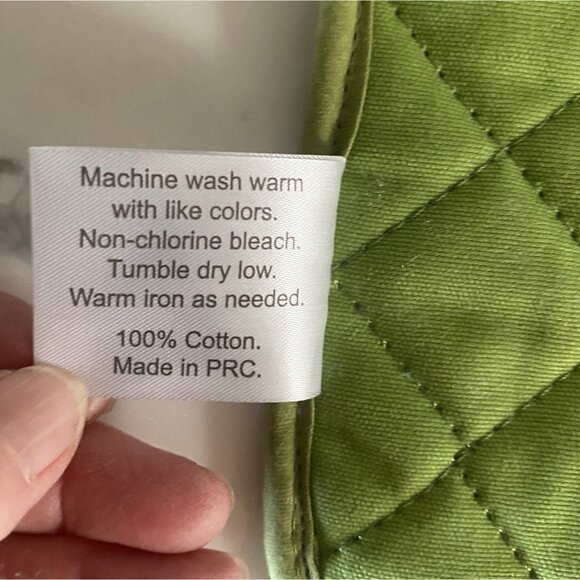 Machine wash warm
with like colors.
Non-chlorine bleach.
Tumble dry low.
Warm iron as needed.
100% Cotton.
Made in PRC.